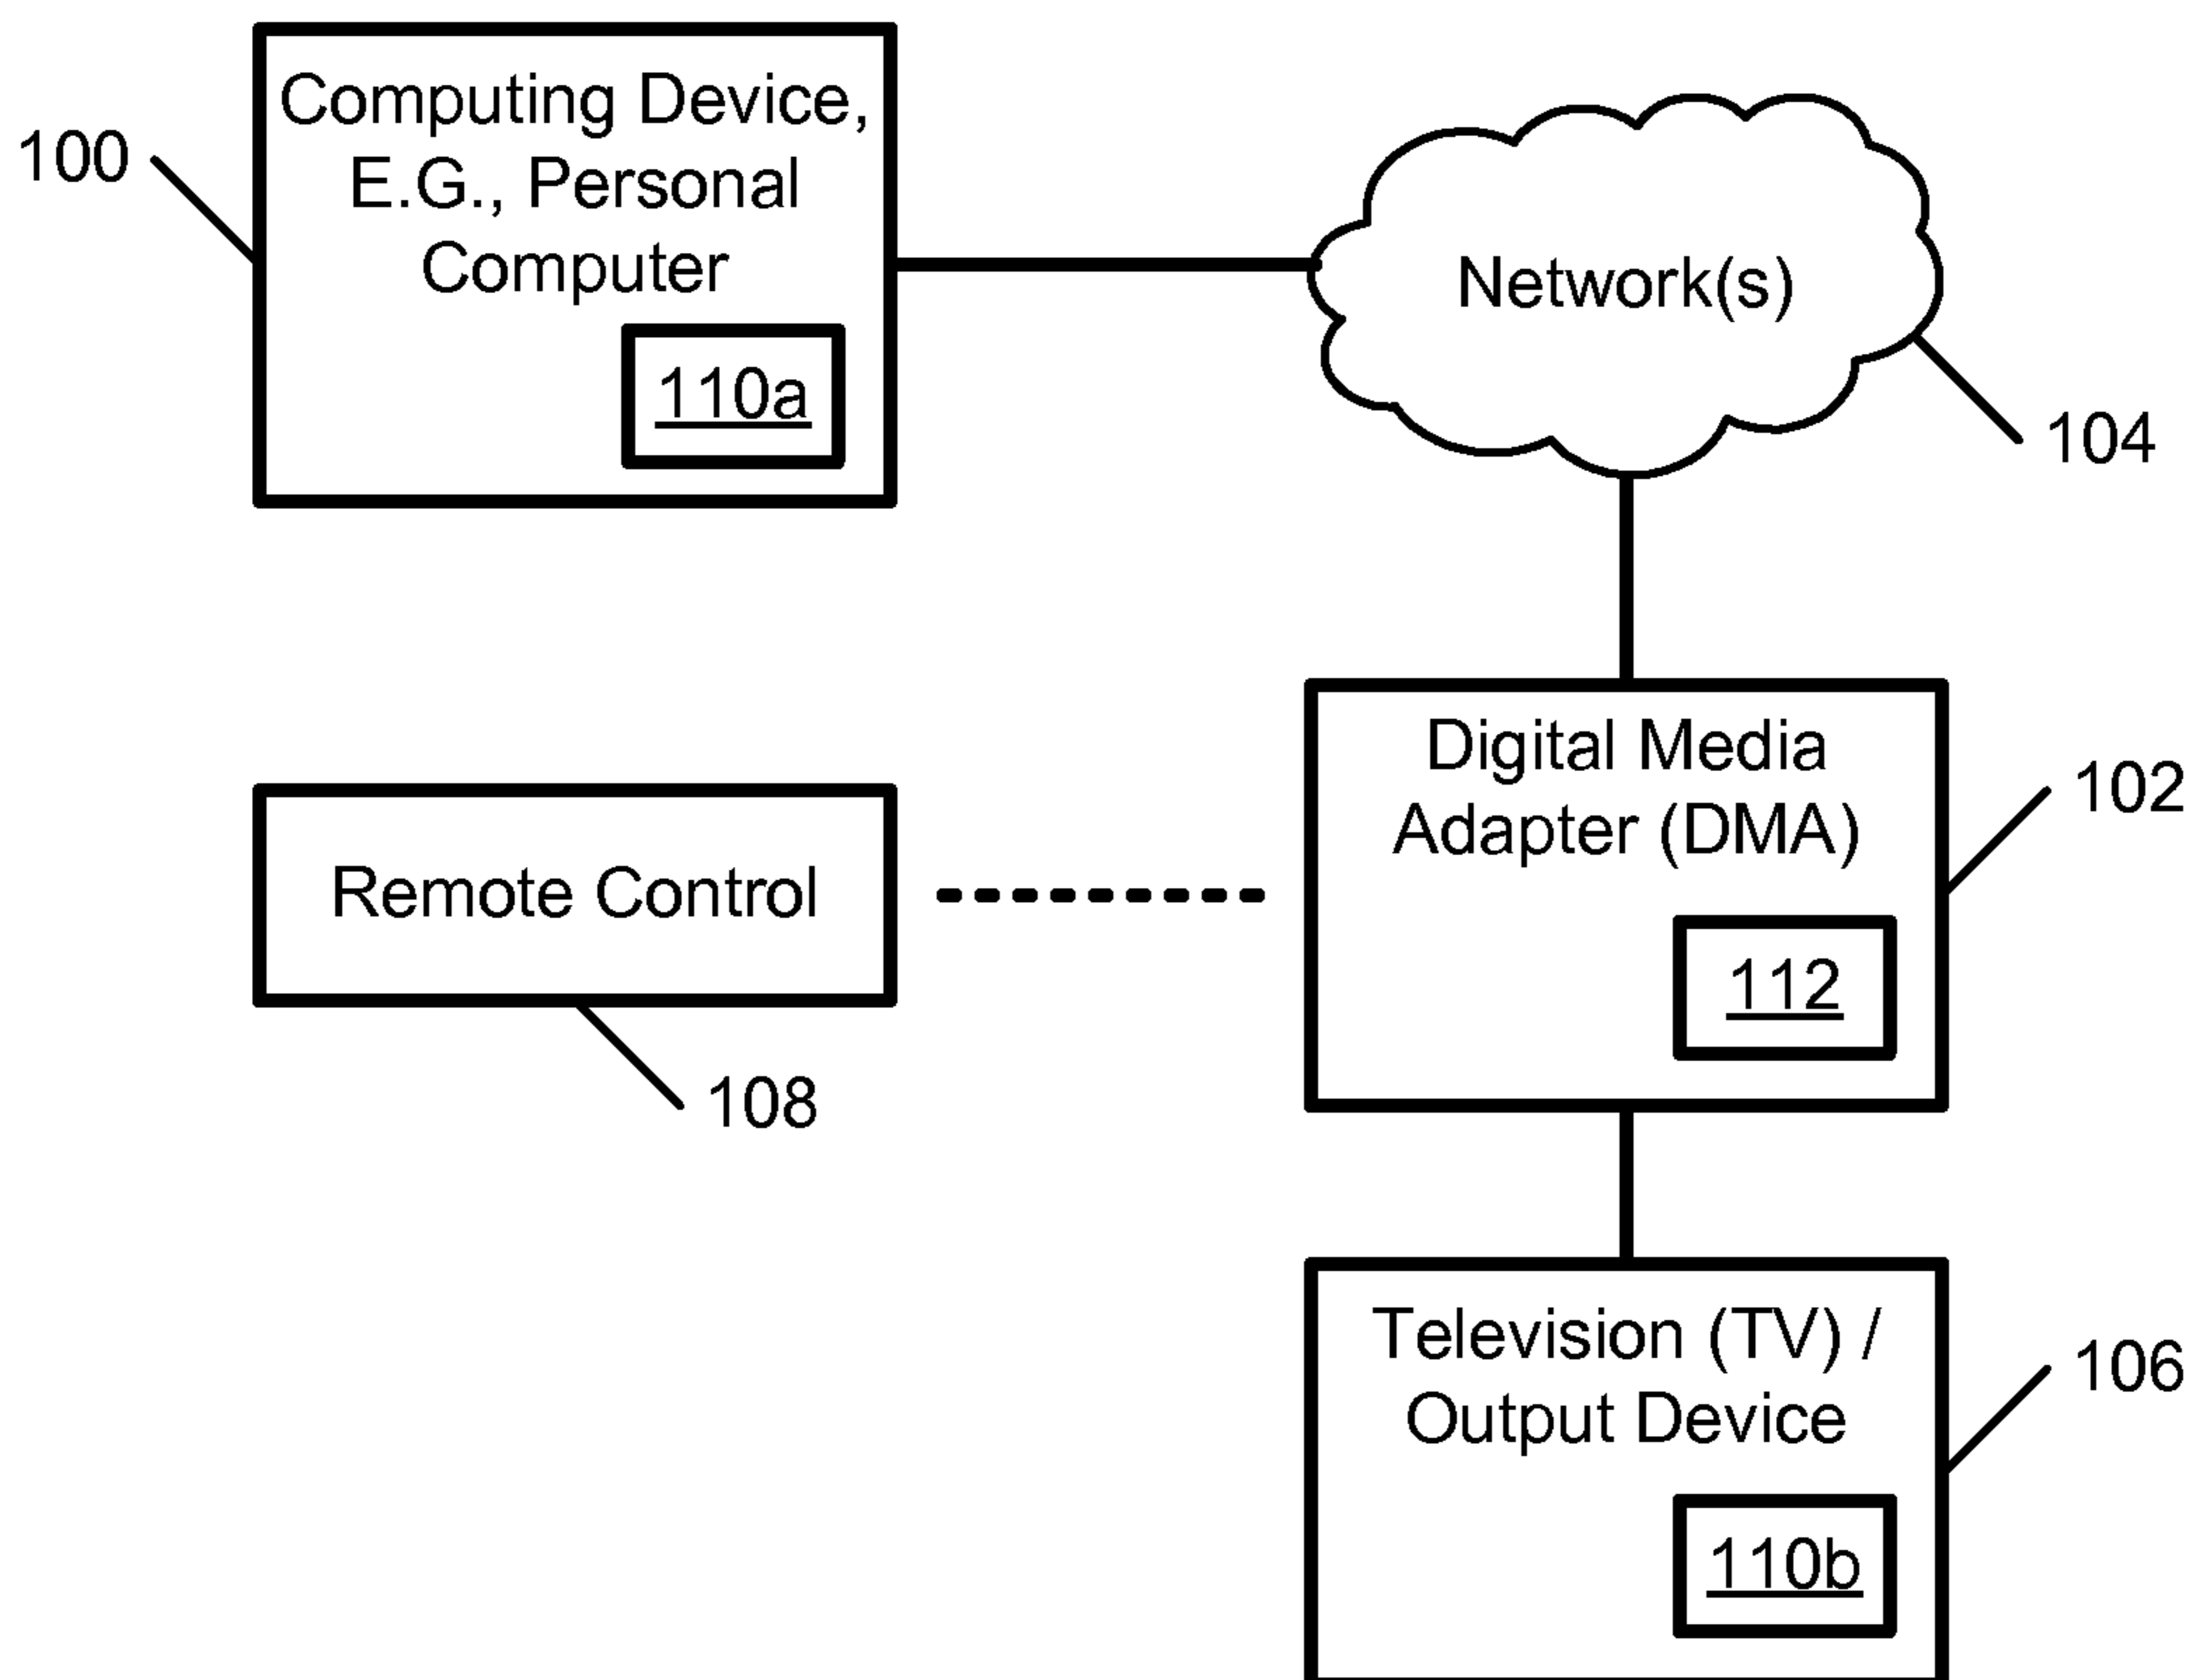 Computing Device,
E.G., Personal
Computer
100
110a
Network(s)
104
Digital Media
Adapter (DMA)
102
112
Remote Control
108
Television (TV) /
Output Device
106
110b